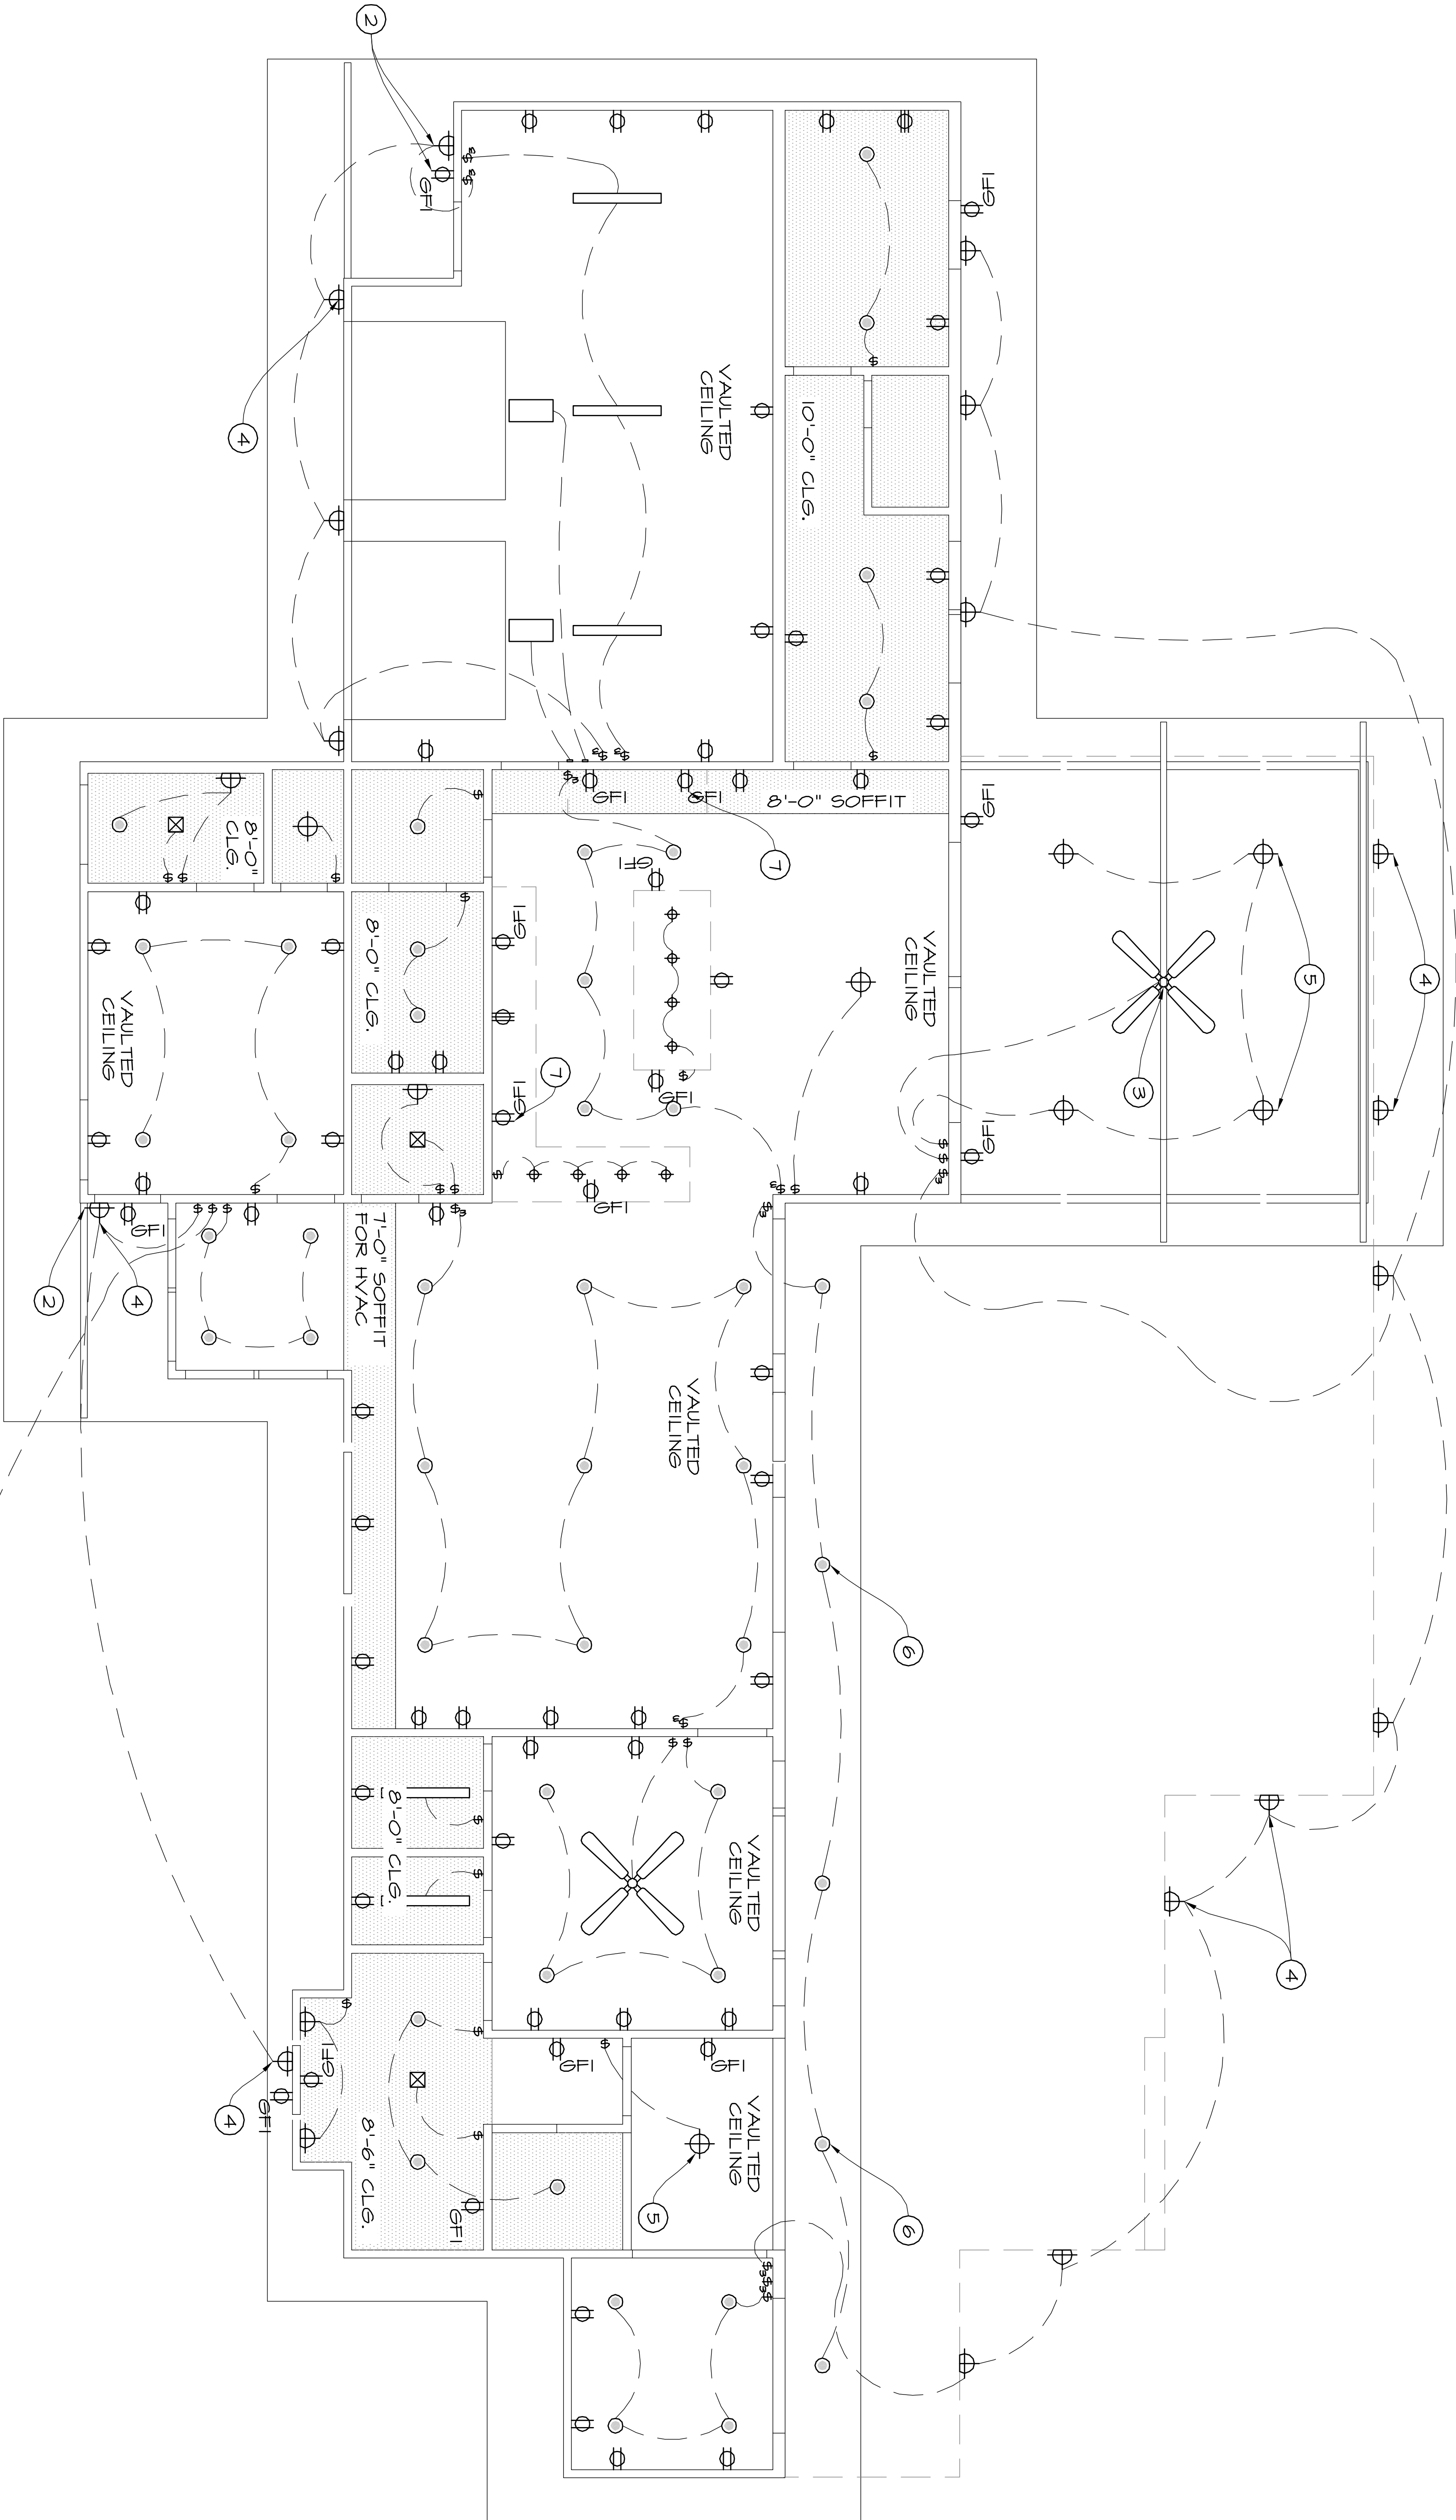 2
GFI
GFI
VAULTED
CEILING
10'-0" CLG.
4
GFI
GFI
8'-0" SOFFIT
GFI
8'-0"
CLG.
GFI
7
GFI
8'-0" CLG.
VAULTED
CEILING
5
4
VAULTED
CEILING
7
GFI
GFI
3
GFI
GFI
GFI
7'-0" SOFFIT
FOR HVAC
2
4
VAULTED
CEILING
6
8'-0" CLG.
VAULTED
CEILING
4
GFI
GFI
GFI
GFI
4
VAULTED
CEILING
8'-6" CLG.
5
GFI
6